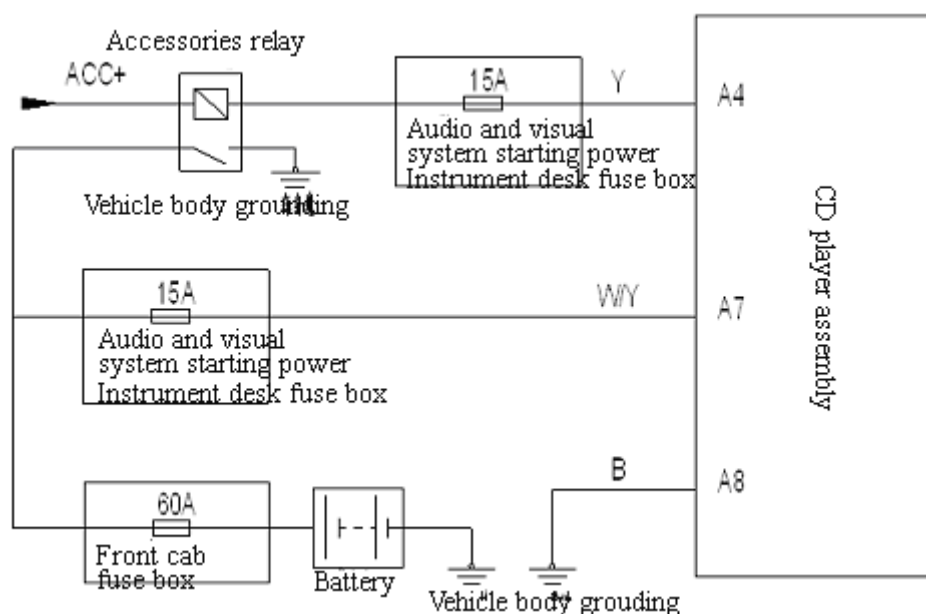 Accessories relay
ACC+
15A
Y
A4
Audio and visual
system starting power
Instrument desk fuse box
Vehicle body grounding
CD player assembly
15A
W/Y
A7
Audio and visual
system starting power
Instrument desk fuse box
B
A8
60A
Front cab
fuse box
Battery
Vehicle body grouding